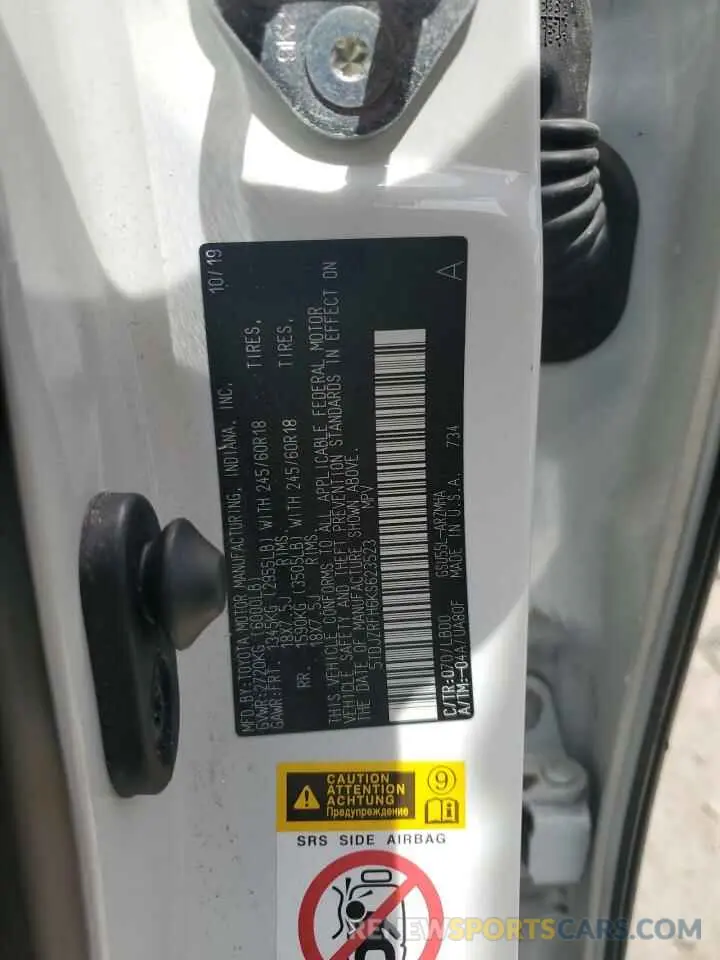 MFD.BY:TOYOTA MOTOR MANUFACTURING, INDIANA, INC. 10/19
GVWR:2720KG (6000LB)
GAWR:FRT. 1343KG (2955LB) WITH 245/60R18 TIRES,
18X7.5J RIMS,
RR. 1590KG (3505LB) WITH 245/60R18 TIRES,
18X7.5J RIMS,
THIS VEHICLE CONFORMS TO ALL APPLICABLE FEDERAL MOTOR
VEHICLE SAFETY AND THEFT PREVENTION STANDARDS IN EFFECT ON
THE DATE OF MANUFACTURE SHOWN ABOVE.
5TDJZRFH6KS623523 MPV
A
C/TR:070/LB00 GSU55L-ARZMHA
A/TM:-04A/UA80F MADE IN U.S.A. 734
CAUTION
ATTENTION
ACHTUNG
Предупреждение
9
i
SRS SIDE AIRBAG
RENEWSPORTSCARS.COM